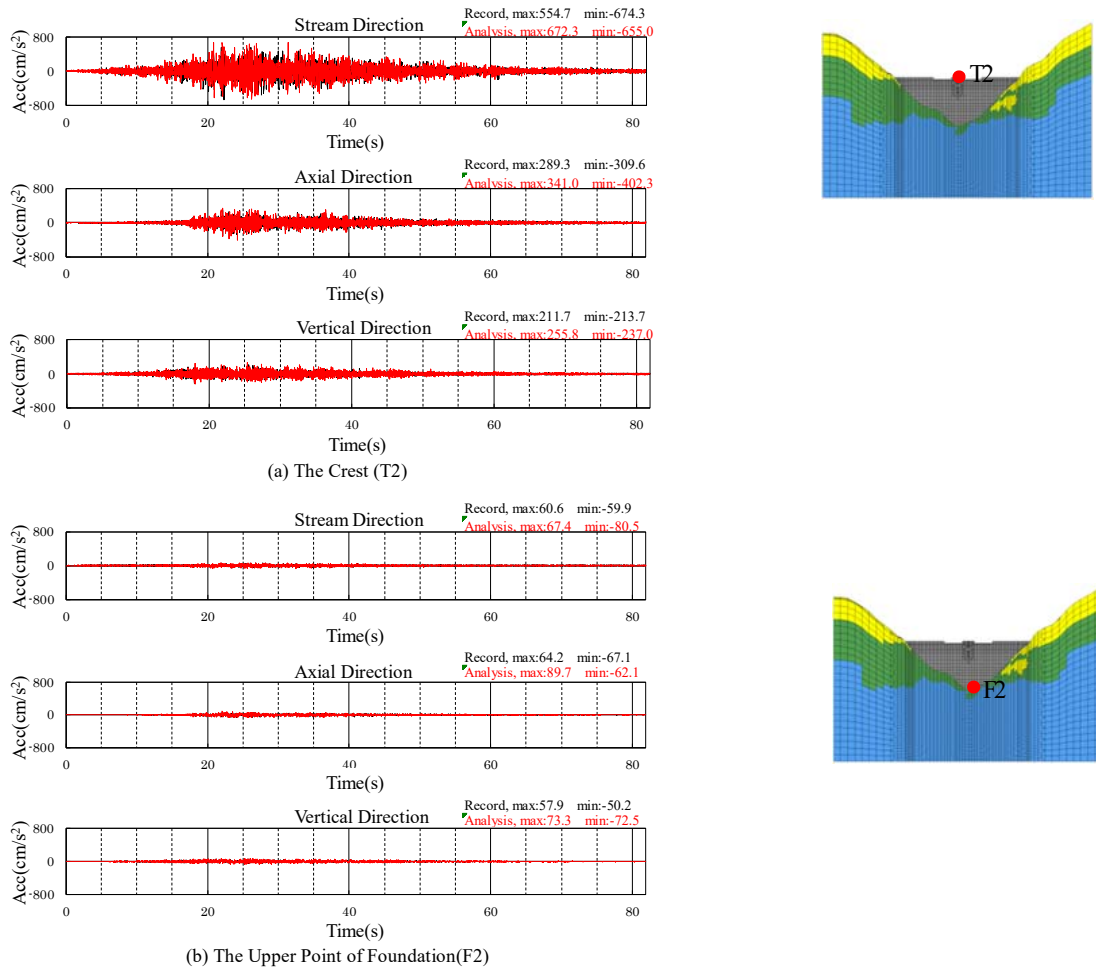 Stream Direction
Record, max:554.7 min:-674.3
Analysis, max:672.3 min:-655.0
Acc(cm/s²)
800
0
-800
0 20 40 60 80
Time(s)
T2
Axial Direction
Record, max:289.3 min:-309.6
Analysis, max:341.0 min:-402.3
Acc(cm/s²)
800
0
-800
0 20 40 60 80
Time(s)
Vertical Direction
Record, max:211.7 min:-213.7
Analysis, max:255.8 min:-237.0
Acc(cm/s²)
800
0
-800
0 20 40 60 80
Time(s)
(a) The Crest (T2)
Stream Direction
Record, max:60.6 min:-59.9
Analysis, max:67.4 min:-80.5
Acc(cm/s²)
800
0
-800
0 20 40 60 80
Time(s)
Axial Direction
Record, max:64.2 min:-67.1
Analysis, max:89.7 min:-62.1
Acc(cm/s²)
800
0
-800
0 20 40 60 80
Time(s)
F2
Vertical Direction
Record, max:57.9 min:-50.2
Analysis, max:73.3 min:-72.5
Acc(cm/s²)
800
0
-800
0 20 40 60 80
Time(s)
(b) The Upper Point of Foundation(F2)